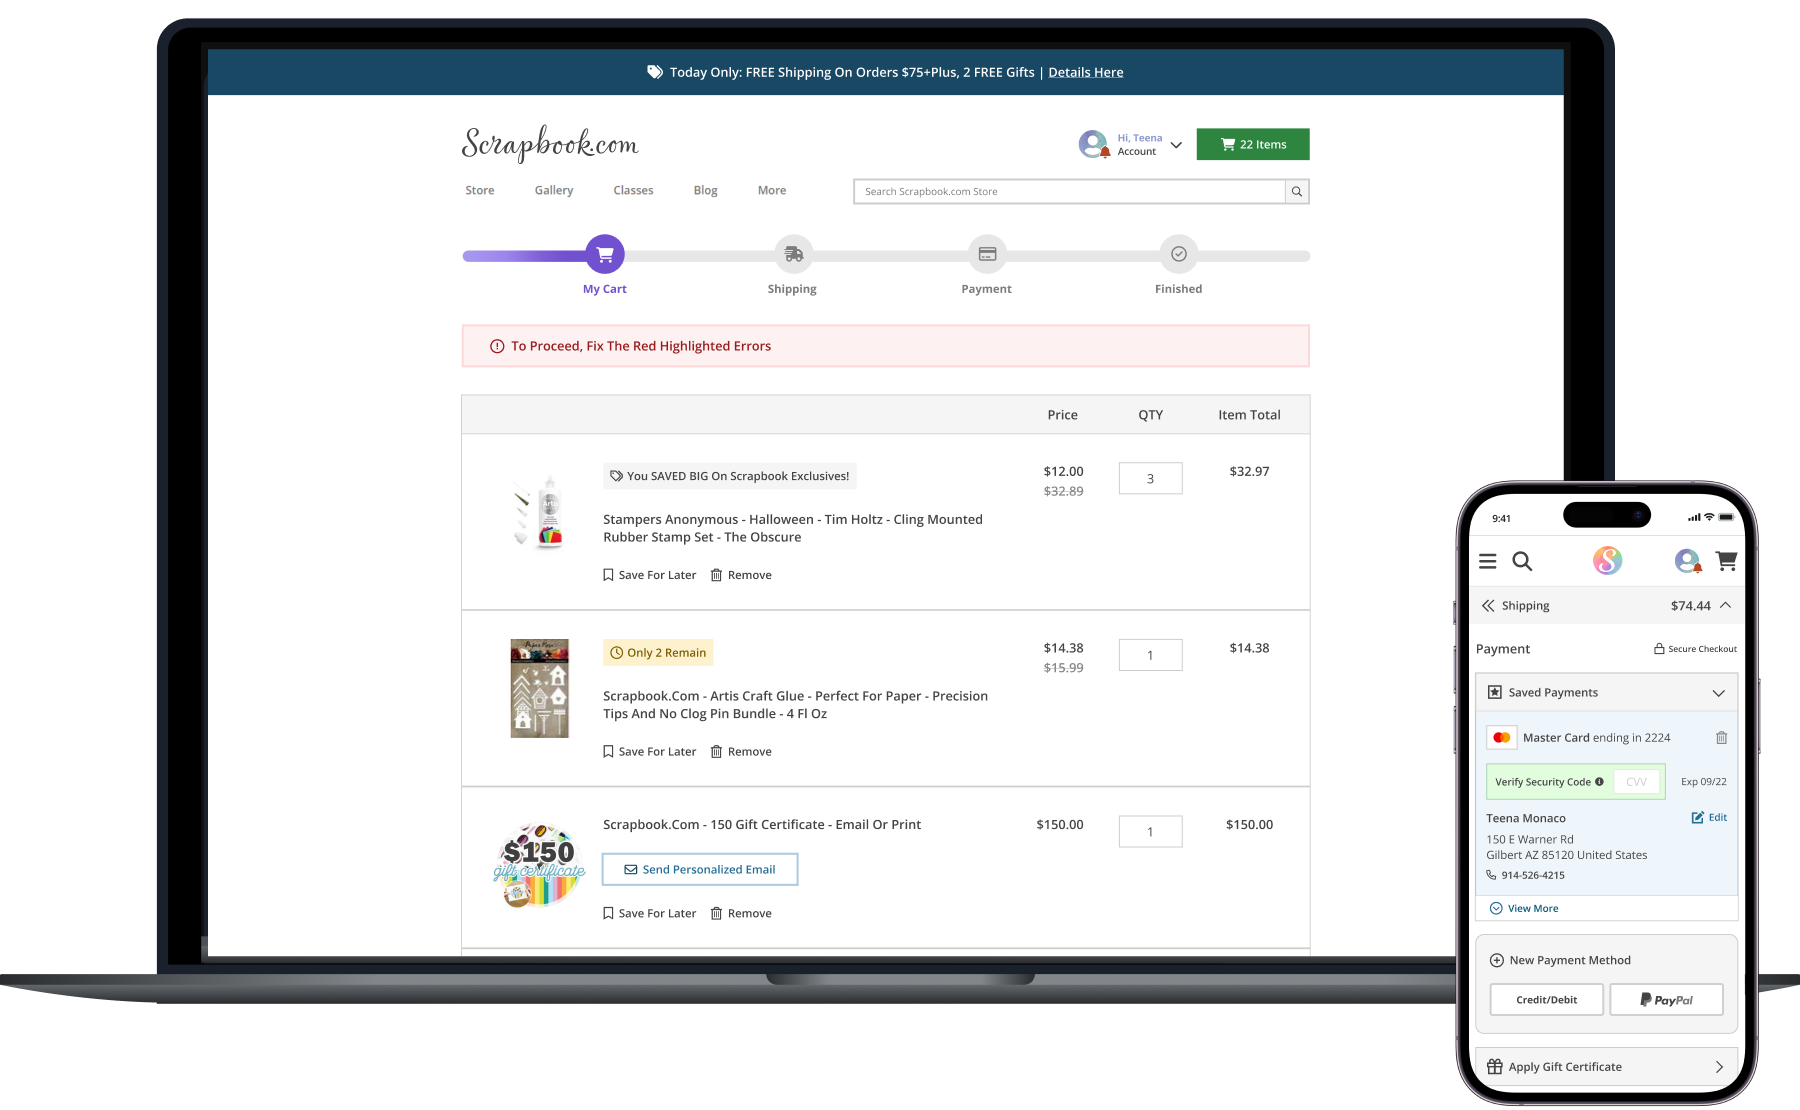 Today Only: FREE Shipping On Orders $75+Plus, 2 FREE Gifts | Details Here
Scrapbook.com
Hi, Teena
Account
22 Items
Store Gallery Classes Blog More
Search Scrapbook.com Store
My Cart Shipping Payment Finished
To Proceed, Fix The Red Highlighted Errors
Price QTY Item Total
You SAVED BIG On Scrapbook Exclusives!
$12.00 3 $32.97
$32.89
Stampers Anonymous - Halloween - Tim Holtz - Cling Mounted
Rubber Stamp Set - The Obscure
Save For Later Remove
Only 2 Remain
$14.38 1 $14.38
$15.99
Scrapbook.Com - Artis Craft Glue - Perfect For Paper - Precision
Tips And No Clog Pin Bundle - 4 Fl Oz
Save For Later Remove
$150
gift certificate
Scrapbook.Com - 150 Gift Certificate - Email Or Print
$150.00 1 $150.00
Send Personalized Email
Save For Later Remove
9:41
S
Shipping $74.44
Payment Secure Checkout
Saved Payments
Master Card ending in 2224
Verify Security Code CVV Exp 09/22
Teena Monaco Edit
150 E Warner Rd
Gilbert AZ 85120 United States
914-526-4215
View More
New Payment Method
Credit/Debit PayPal
Apply Gift Certificate